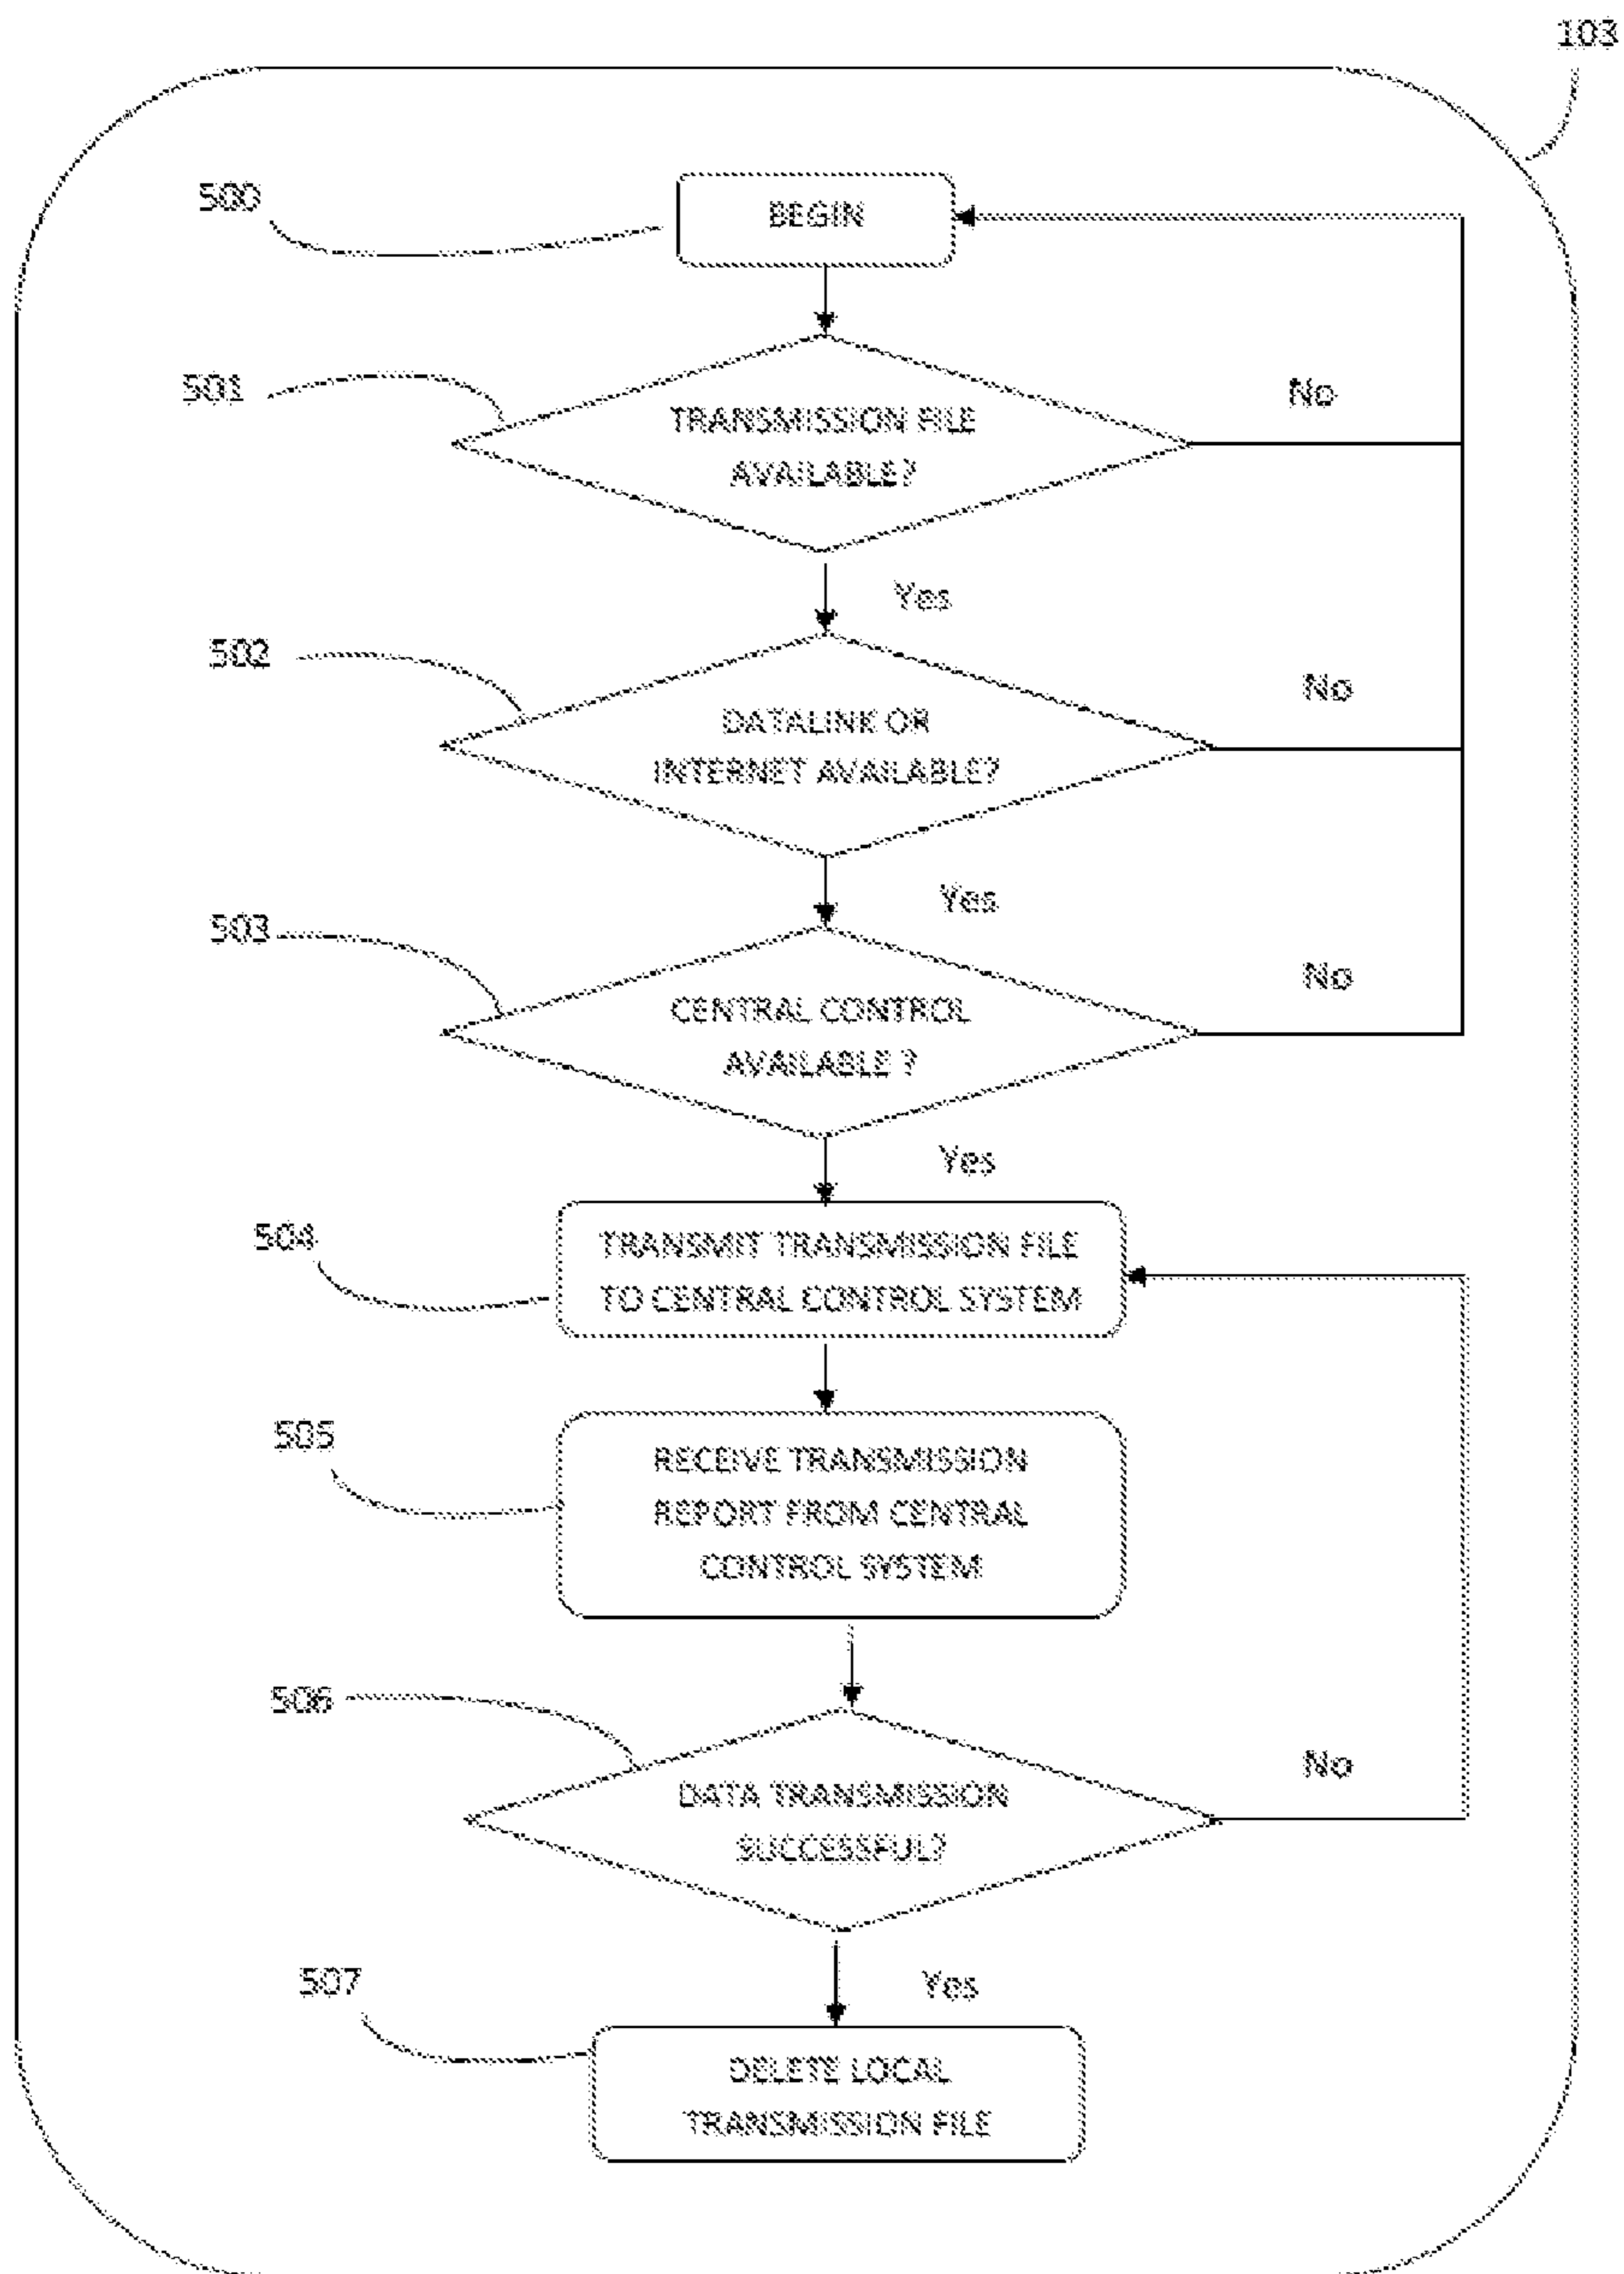 103
500
BEGIN
501
TRANSMISSION FILE
AVAILABLE?
No
Yes
502
DATALINK OR
INTERNET AVAILABLE?
No
Yes
503
CENTRAL CONTROL
AVAILABLE ?
No
Yes
504
TRANSMIT TRANSMISSION FILE
TO CENTRAL CONTROL SYSTEM
505
RECEIVE TRANSMISSION
REPORT FROM CENTRAL
CONTROL SYSTEM
506
DATA TRANSMISSION
SUCCESSFUL?
No
Yes
507
DELETE LOCAL
TRANSMISSION FILE